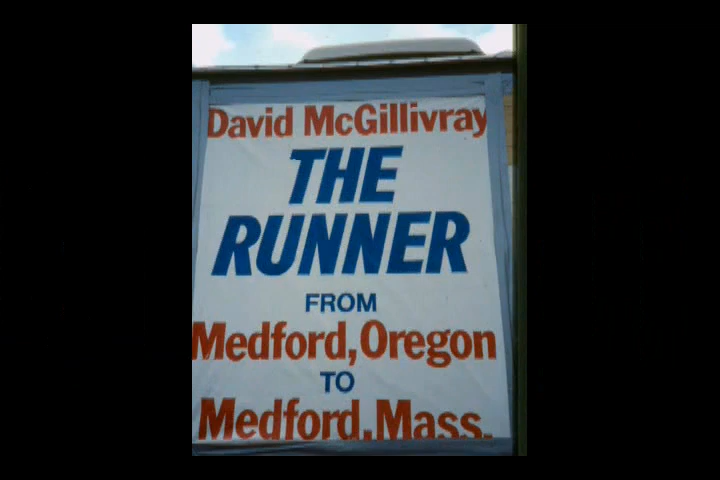 David McGillivray
THE
RUNNER
FROM
Medford, Oregon
TO
Medford, Mass.